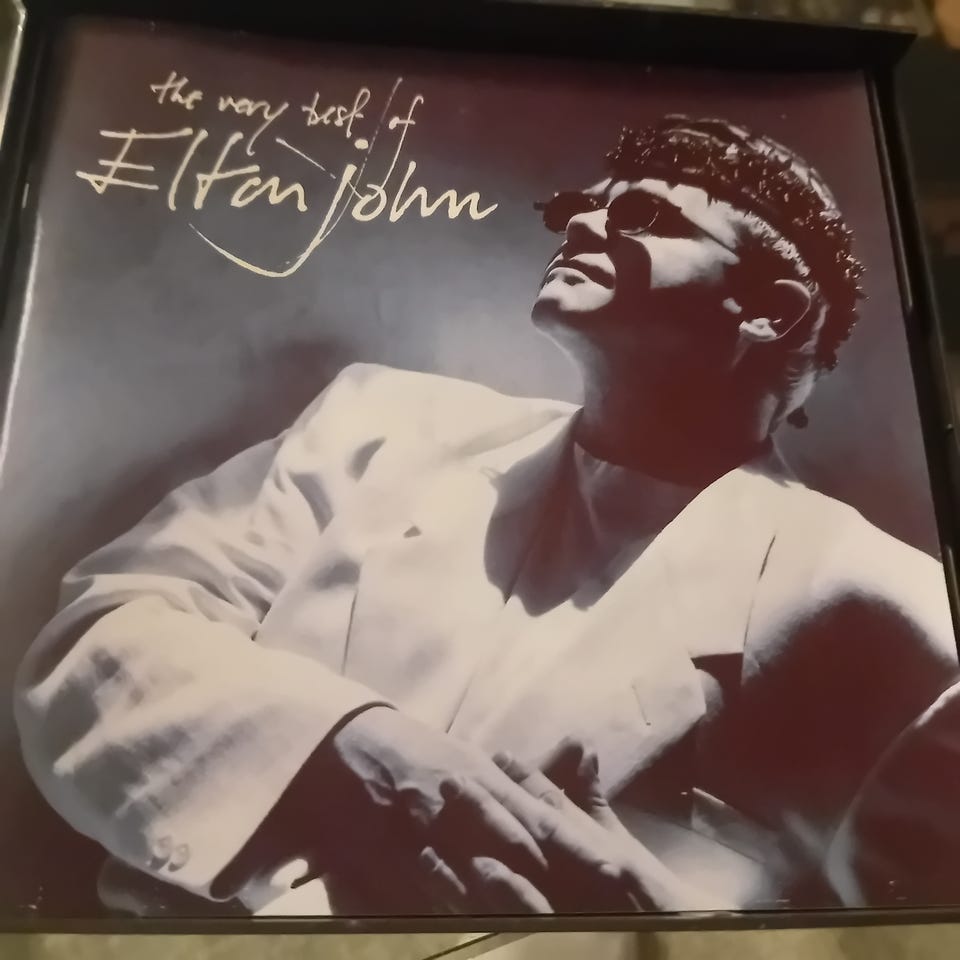 the very best of
Elton john